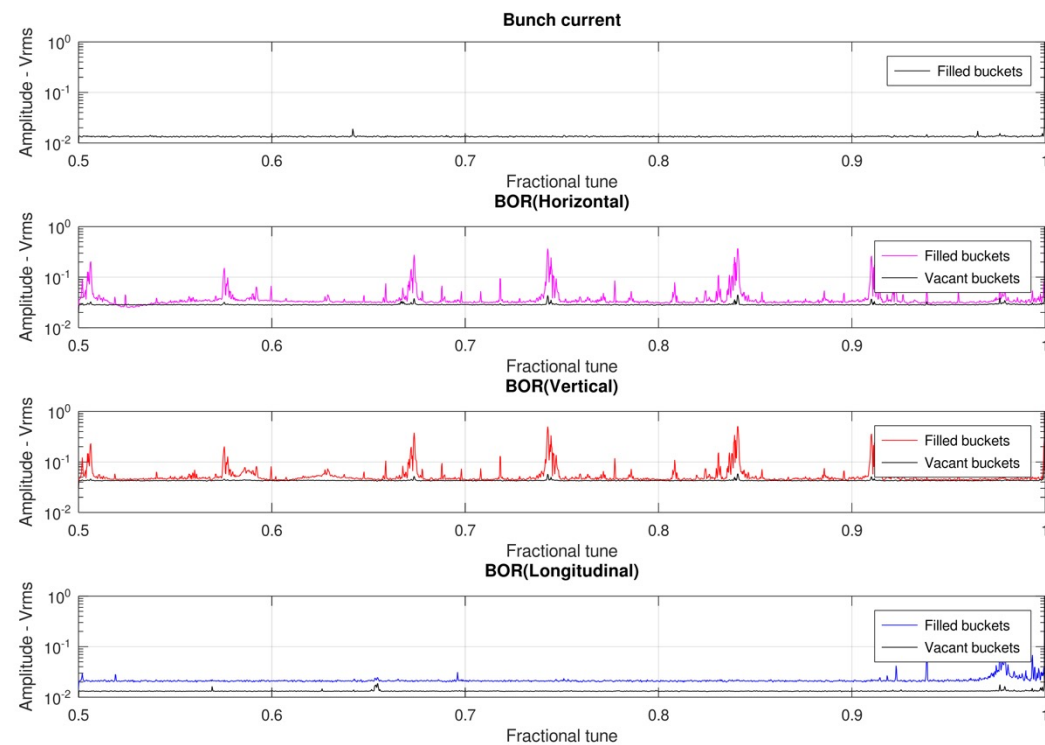 Bunch current
Amplitude - Vrms
10^0
10^-1
10^-2
Filled buckets
0.5 0.6 0.7 0.8 0.9 1
Fractional tune
BOR(Horizontal)
Amplitude - Vrms
10^0
10^-1
10^-2
Filled buckets
Vacant buckets
0.5 0.6 0.7 0.8 0.9 1
Fractional tune
BOR(Vertical)
Amplitude - Vrms
10^0
10^-1
10^-2
Filled buckets
Vacant buckets
0.5 0.6 0.7 0.8 0.9 1
Fractional tune
BOR(Longitudinal)
Amplitude - Vrms
10^0
10^-1
10^-2
Filled buckets
Vacant buckets
0.5 0.6 0.7 0.8 0.9 1
Fractional tune